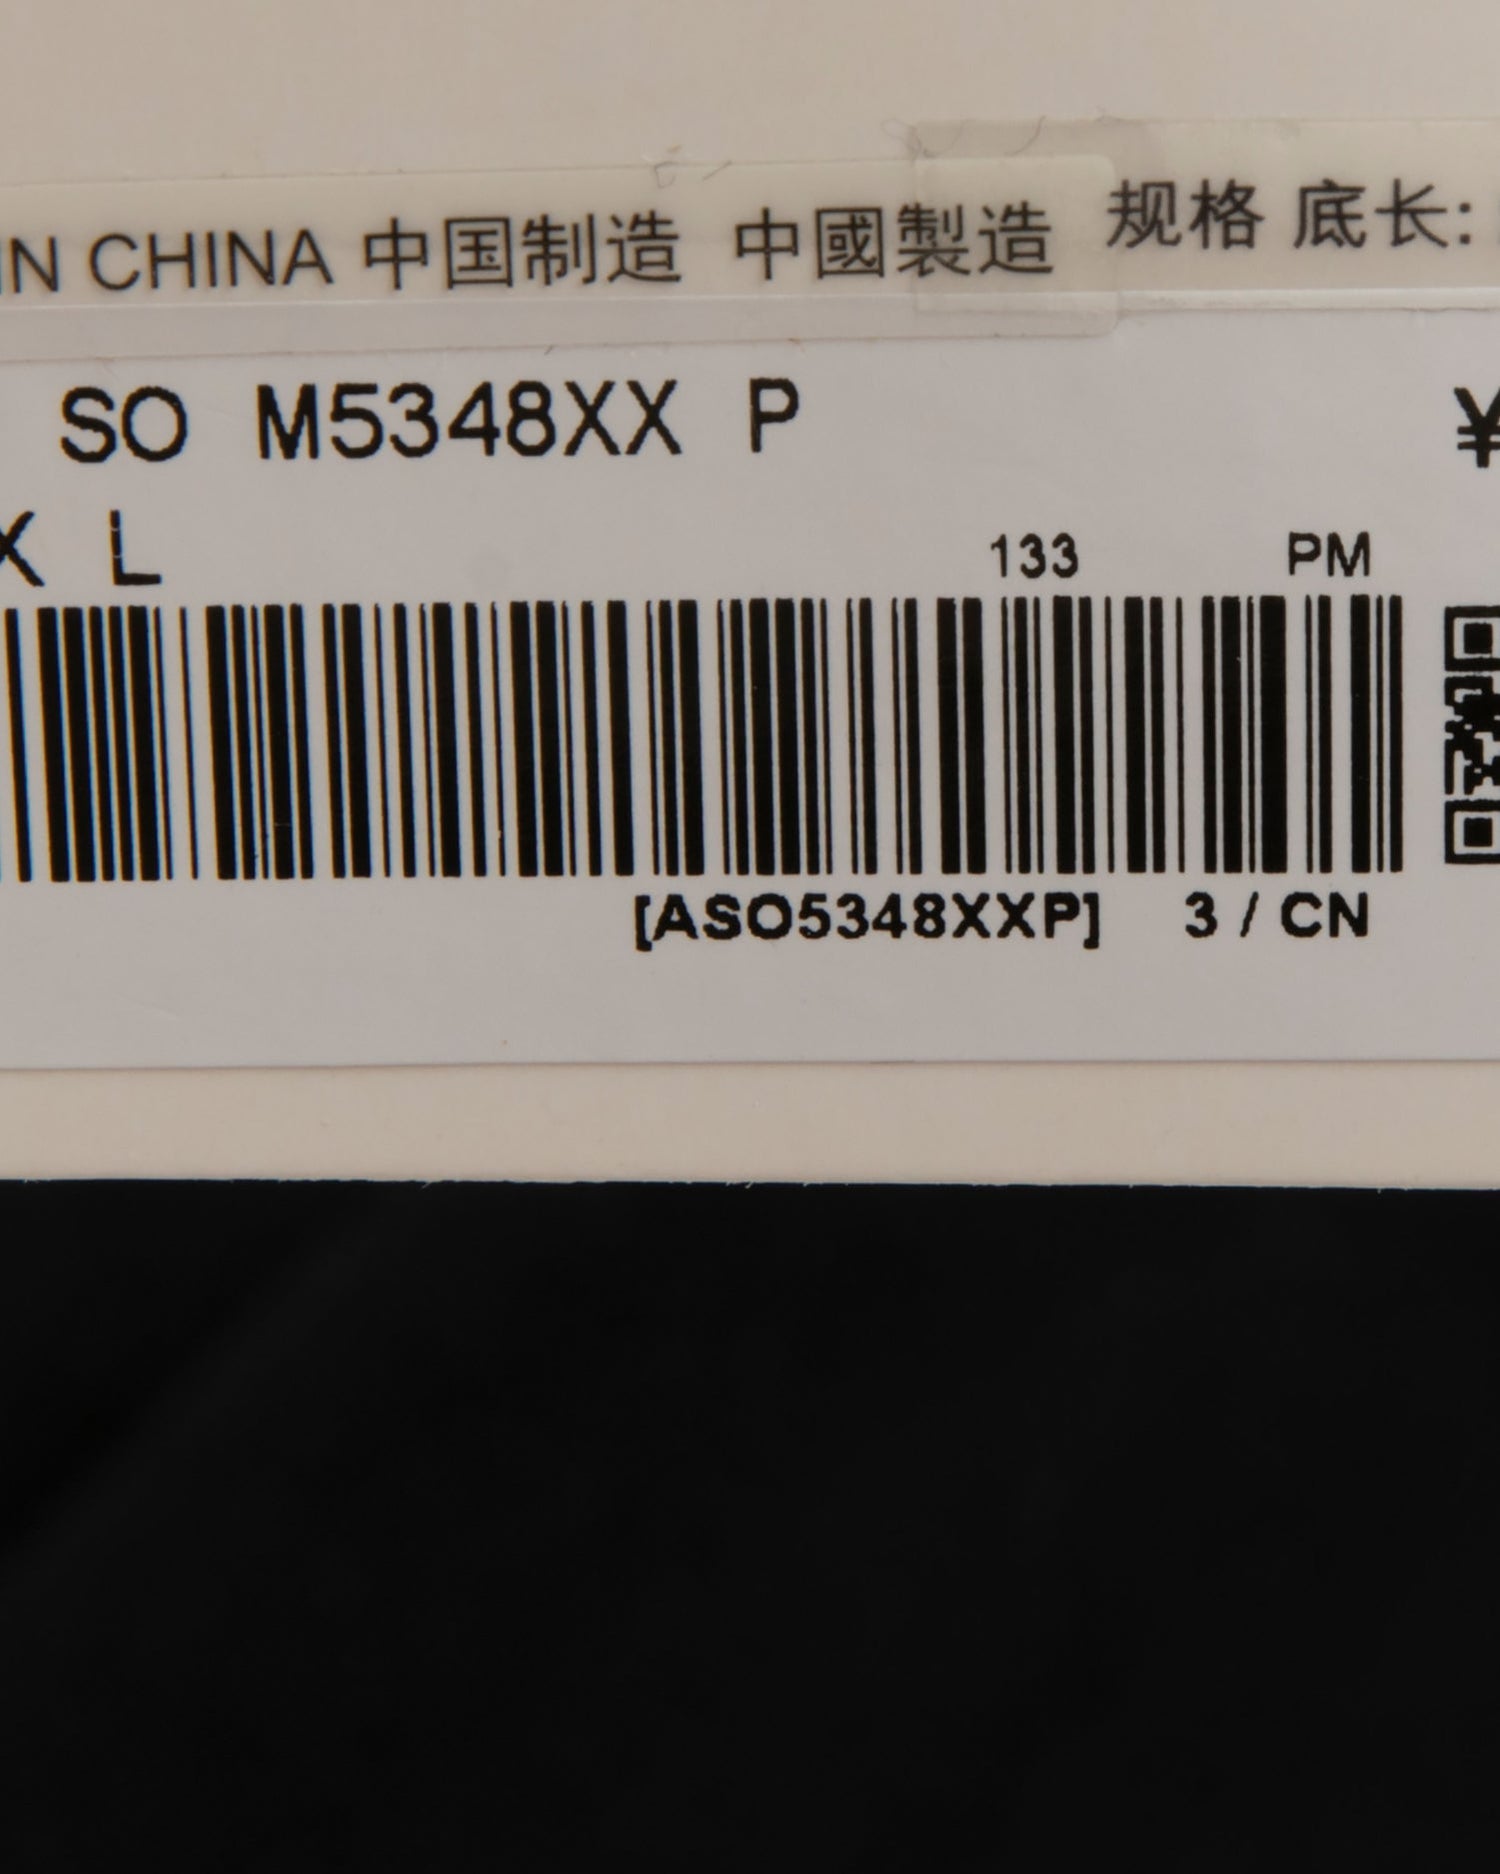 IN CHINA 中国制造 中國製造 规格 底长:
SO M5348XX P ¥
X L
133 PM
[ASO5348XXP] 3 / CN